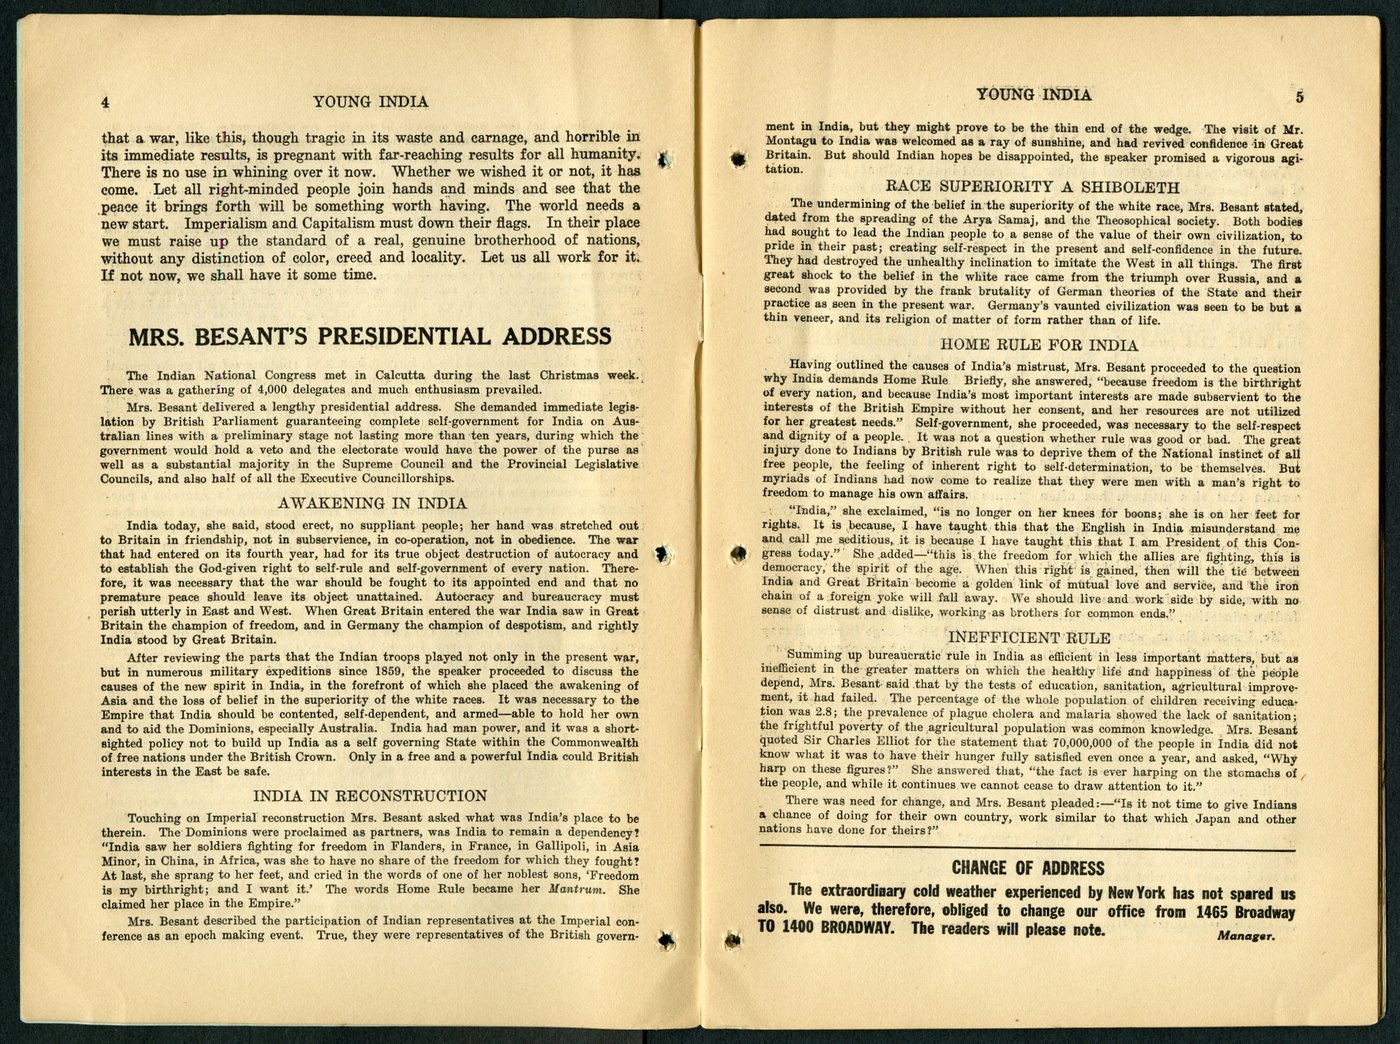 4
YOUNG INDIA
that a war, like this, though tragic in its waste and carnage, and horrible in
its immediate results, is pregnant with far-reaching results for all humanity.
There is no use in whining over it now. Whether we wished it or not, it has
come. Let all right-minded people join hands and minds and see that the
peace it brings forth will be something worth having. The world needs a
new start. Imperialism and Capitalism must down their flags. In their place
we must raise up the standard of a real, genuine brotherhood of nations,
without any distinction of color, creed and locality. Let us all work for it.
If not now, we shall have it some time.
MRS. BESANT'S PRESIDENTIAL ADDRESS
The Indian National Congress met in Calcutta during the last Christmas week.
There was a gathering of 4,000 delegates and much enthusiasm prevailed.
Mrs. Besant delivered a lengthy presidential address. She demanded immediate legis-
lation by British Parliament guaranteeing complete self-government for India on Aus-
tralian lines with a preliminary stage not lasting more than ten years, during which the
government would hold a veto and the electorate would have the power of the purse as
well as a substantial majority in the Supreme Council and the Provincial Legislative
Councils, and also half of all the Executive Councillorships.
AWAKENING IN INDIA
India today, she said, stood erect, no suppliant people; her hand was stretched out
to Britain in friendship, not in subservience, in co-operation, not in obedience. The war
that had entered on its fourth year, had for its true object destruction of autocracy and
to establish the God-given right to self-rule and self-government of every nation. There-
fore, it was necessary that the war should be fought to its appointed end and that no
premature peace should leave its object unattained. Autocracy and bureaucracy must
perish utterly in East and West. When Great Britain entered the war India saw in Great
Britain the champion of freedom, and in Germany the champion of despotism, and rightly
India stood by Great Britain.
After reviewing the parts that the Indian troops played not only in the present war,
but in numerous military expeditions since 1859, the speaker proceeded to discuss the
causes of the new spirit in India, in the forefront of which she placed the awakening of
Asia and the loss of belief in the superiority of the white races. It was necessary to the
Empire that India should be contented, self-dependent, and armed—able to hold her own
and to aid the Dominions, especially Australia. India had man power, and it was a short-
sighted policy not to build up India as a self governing State within the Commonwealth
of free nations under the British Crown. Only in a free and a powerful India could British
interests in the East be safe.
INDIA IN RECONSTRUCTION
Touching on Imperial reconstruction Mrs. Besant asked what was India's place to be
therein. The Dominions were proclaimed as partners, was India to remain a dependency?
"India saw her soldiers fighting for freedom in Flanders, in France, in Gallipoli, in Asia
Minor, in China, in Africa, was she to have no share of the freedom for which they fought?
At last, she sprang to her feet, and cried in the words of one of her noblest sons, 'Freedom
is my birthright; and I want it.' The words Home Rule became her Mantrum. She
claimed her place in the Empire."
Mrs. Besant described the participation of Indian representatives at the Imperial con-
ference as an epoch making event. True, they were representatives of the British govern-
YOUNG INDIA
5
ment in India, but they might prove to be the thin end of the wedge. The visit of Mr.
Montagu to India was welcomed as a ray of sunshine, and had revived confidence in Great
Britain. But should Indian hopes be disappointed, the speaker promised a vigorous agi-
tation.
RACE SUPERIORITY A SHIBOLETH
The undermining of the belief in the superiority of the white race, Mrs. Besant stated,
dated from the spreading of the Arya Samaj, and the Theosophical society. Both bodies
had sought to lead the Indian people to a sense of the value of their own civilization, to
pride in their past; creating self-respect in the present and self-confidence in the future.
They had destroyed the unhealthy inclination to imitate the West in all things. The first
great shock to the belief in the white race came from the triumph over Russia, and a
second was provided by the frank brutality of German theories of the State and their
practice as seen in the present war. Germany's vaunted civilization was seen to be but a
thin veneer, and its religion of matter of form rather than of life.
HOME RULE FOR INDIA
Having outlined the causes of India's mistrust, Mrs. Besant proceeded to the question
why India demands Home Rule Briefly, she answered, "because freedom is the birthright
of every nation, and because India's most important interests are made subservient to the
interests of the British Empire without her consent, and her resources are not utilized
for her greatest needs." Self-government, she proceeded, was necessary to the self-respect
and dignity of a people. It was not a question whether rule was good or bad. The great
injury done to Indians by British rule was to deprive them of the National instinct of all
free people, the feeling of inherent right to self-determination, to be themselves. But
myriads of Indians had now come to realize that they were men with a man's right to
freedom to manage his own affairs.
"India," she exclaimed, "is no longer on her knees for boons; she is on her feet for
rights. It is because, I have taught this that the English in India misunderstand me
and call me seditious, it is because I have taught this that I am President of this Con-
gress today." She added—"this is the freedom for which the allies are fighting, this is
democracy, the spirit of the age. When this right is gained, then will the tie between
India and Great Britain become a golden link of mutual love and service, and the iron
chain of a foreign yoke will fall away. We should live and work side by side, with no
sense of distrust and dislike, working as brothers for common ends."
INEFFICIENT RULE
Summing up bureaucratic rule in India as efficient in less important matters, but as
inefficient in the greater matters on which the healthy life and happiness of the people
depend, Mrs. Besant said that by the tests of education, sanitation, agricultural improve-
ment, it had failed. The percentage of the whole population of children receiving educa-
tion was 2.8; the prevalence of plague cholera and malaria showed the lack of sanitation;
the frightful poverty of the agricultural population was common knowledge. Mrs. Besant
quoted Sir Charles Elliot for the statement that 70,000,000 of the people in India did not
know what it was to have their hunger fully satisfied even once a year, and asked, "Why
harp on these figures?" She answered that, "the fact is ever harping on the stomachs of
the people, and while it continues we cannot cease to draw attention to it."
There was need for change, and Mrs. Besant pleaded:—"Is it not time to give Indians
a chance of doing for their own country, work similar to that which Japan and other
nations have done for theirs?"
CHANGE OF ADDRESS
The extraordinary cold weather experienced by New York has not spared us
also. We were, therefore, obliged to change our office from 1465 Broadway
TO 1400 BROADWAY. The readers will please note.
Manager.